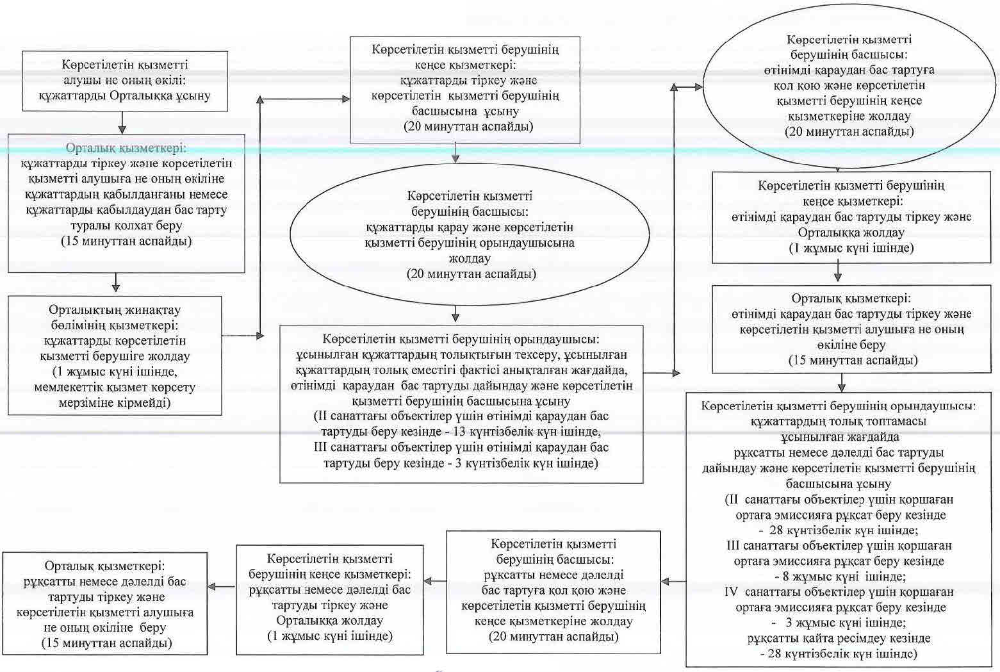 Көрсетілетін қызметті
алушы не оның өкілі:
құжаттарды Орталыққа ұсыну
Орталық қызметкері:
құжаттарды тіркеу және көрсетілетін
қызметті алушыға не оның өкіліне
құжаттардың қабылданғаны немесе
құжаттарды қабылдаудан бас тарту
туралы қолхат беру
(15 минуттан аспайды)
Орталықтың жинақтау
бөлімінің қызметкері:
құжаттарды көрсетілетін
қызметті берушіге жолдау
(1 жұмыс күні ішінде,
мемлекеттік қызмет көрсету
мерзіміне кірмейді)
Көрсетілетін қызметті берушінің
кеңсе қызметкері:
құжаттарды тіркеу және
көрсетілетін қызметті берушінің
басшысына ұсыну
(20 минуттан аспайды)
Көрсетілетін қызметті
берушінің басшысы:
құжаттарды қарау және көрсетілетін
қызметті берушінің орындаушысына
жолдау
(20 минуттан аспайды)
Көрсетілетін қызметті берушінің орындаушысы:
ұсынылған құжаттардың толықтығын тексеру, ұсынылған
құжаттардың толық еместігі фактісі анықталған жағдайда,
өтінімді қараудан бас тартуды дайындау және көрсетілетін
қызметті берушінің басшысына ұсыну
(II санаттағы объектілер үшін өтінімді қараудан бас
тартуды беру кезінде - 13 күнтізбелік күн ішінде,
III санаттағы объектілер үшін өтінімді қараудан бас
тартуды беру кезінде - 3 күнтізбелік күн ішінде)
Көрсетілетін қызметті
берушінің басшысы:
өтінімді қараудан бас тартуға
қол қою және көрсетілетін
қызметті берушінің кеңсе
қызметкеріне жолдау
(20 минуттан аспайды)
Көрсетілетін қызметті берушінің
кеңсе қызметкері:
өтінімді қараудан бас тартуды тіркеу және
Орталыққа жолдау
(1 жұмыс күні ішінде)
Орталық қызметкері:
өтінімді қараудан бас тартуды тіркеу және
көрсетілетін қызметті алушыға не оның
өкіліне беру
(15 минуттан аспайды)
Көрсетілетін қызметті берушінің орындаушысы:
құжаттардың толық топтамасы
ұсынылған жағдайда
рұқсатты немесе дәлелді бас тартуды
дайындау және көрсетілетін қызметті берушінің
басшысына ұсыну
(II санаттағы объектілер үшін қоршаған
ортаға эмиссияға рұқсат беру кезінде
- 28 күнтізбелік күн ішінде;
III санаттағы объектілер үшін қоршаған
ортаға эмиссияға рұқсат беру кезінде
- 8 жұмыс күні ішінде;
IV санаттағы объектілер үшін қоршаған
ортаға эмиссияға рұқсат беру кезінде
- 3 жұмыс күні ішінде;
рұқсатты қайта ресімдеу кезінде
- 28 күнтізбелік күн ішінде)
Көрсетілетін қызметті
берушінің басшысы:
рұқсатты немесе дәлелді
бас тартуға қол қою және
көрсетілетін қызметті берушінің
кеңсе қызметкеріне жолдау
(20 минуттан аспайды)
Көрсетілетін қызметті
берушінің кеңсе қызметкері:
рұқсатты немесе дәлелді бас
тартуды тіркеу және
Орталыққа жолдау
(1 жұмыс күні ішінде)
Орталық қызметкері:
рұқсатты немесе дәлелді бас
тартуды тіркеу және
көрсетілетін қызметті алушыға
не оның өкіліне беру
(15 минуттан аспайды)